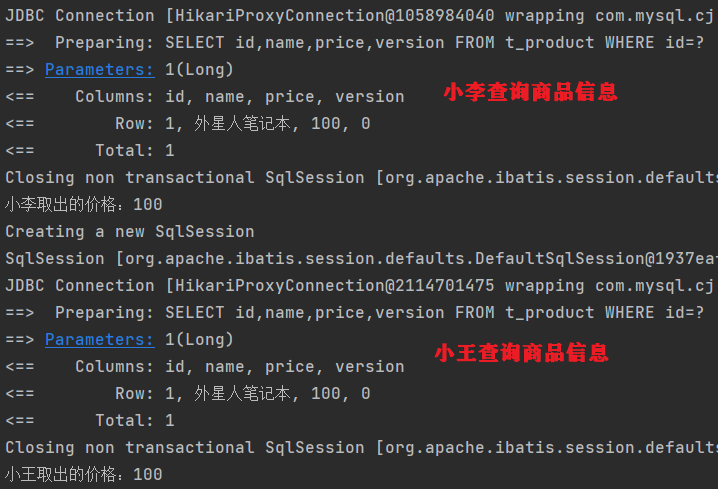 JDBC Connection [HikariProxyConnection@1058984040 wrapping com.mysql.cj
==>  Preparing: SELECT id,name,price,version FROM t_product WHERE id=?
==> Parameters: 1(Long)
<==    Columns: id, name, price, version
小李查询商品信息
<==        Row: 1, 外星人笔记本, 100, 0
<==      Total: 1
Closing non transactional SqlSession [org.apache.ibatis.session.defaults
小李取出的价格：100
Creating a new SqlSession
SqlSession [org.apache.ibatis.session.defaults.DefaultSqlSession@1937eaf
JDBC Connection [HikariProxyConnection@2114701475 wrapping com.mysql.cj
==>  Preparing: SELECT id,name,price,version FROM t_product WHERE id=?
==> Parameters: 1(Long)
小王查询商品信息
<==    Columns: id, name, price, version
<==        Row: 1, 外星人笔记本, 100, 0
<==      Total: 1
Closing non transactional SqlSession [org.apache.ibatis.session.defaults
小王取出的价格：100